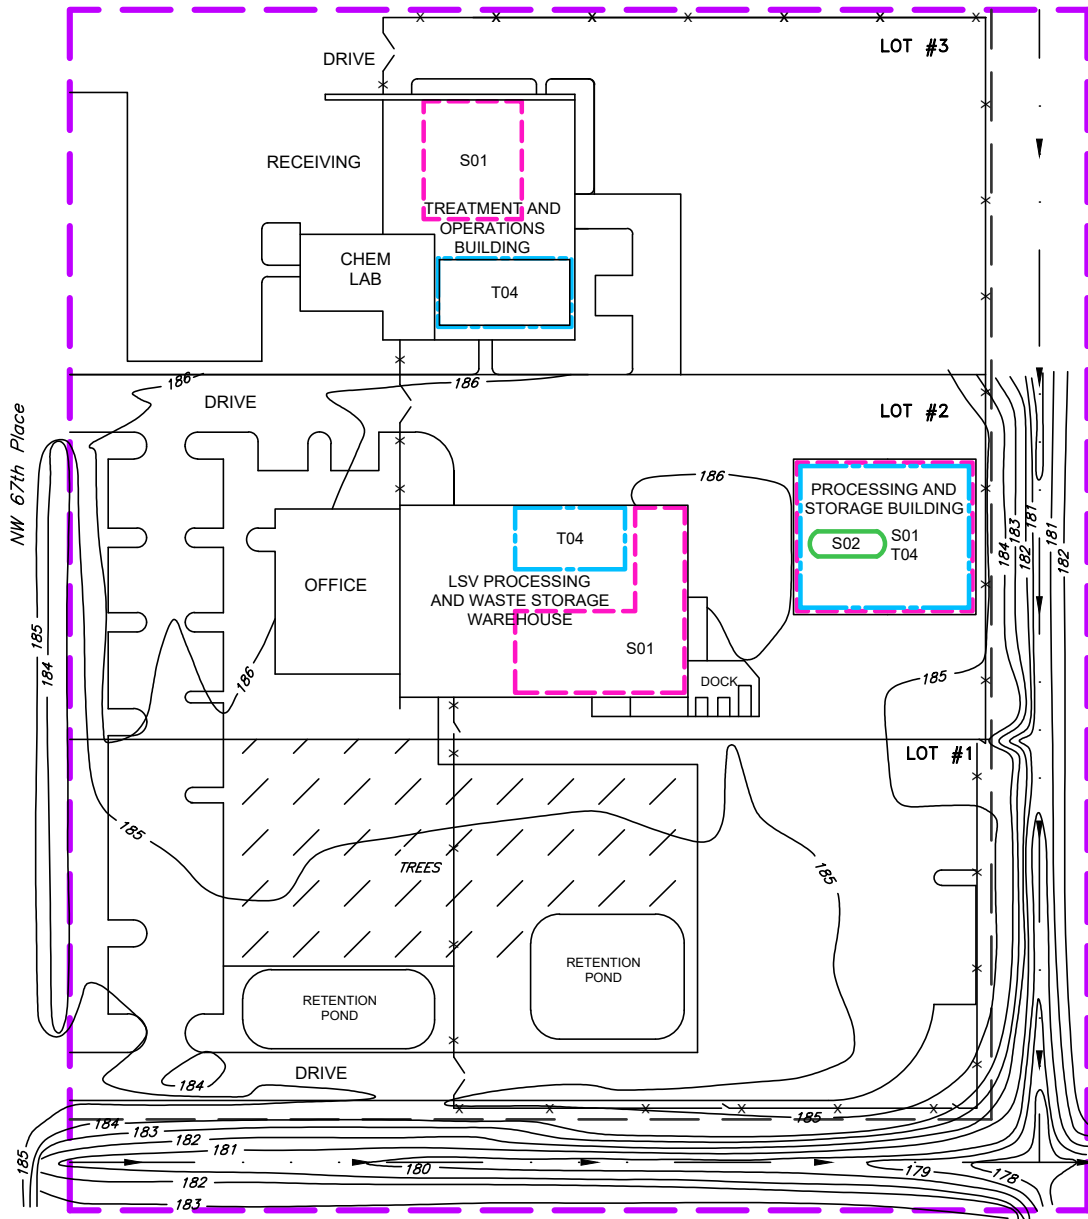 LOT #3
DRIVE
RECEIVING
S01
TREATMENT AND
OPERATIONS
BUILDING
CHEM
LAB
T04
186
186
DRIVE
LOT #2
NW 67th Place
186
PROCESSING AND
STORAGE BUILDING
S02
S01
T04
184
183
182
181
181
182
T04
OFFICE
LSV PROCESSING
AND WASTE STORAGE
WAREHOUSE
S01
185
184
186
DOCK
185
LOT #1
185
TREES
185
RETENTION
POND
RETENTION
POND
DRIVE
184
185
184
183
182
181
180
179
178
185
182
183